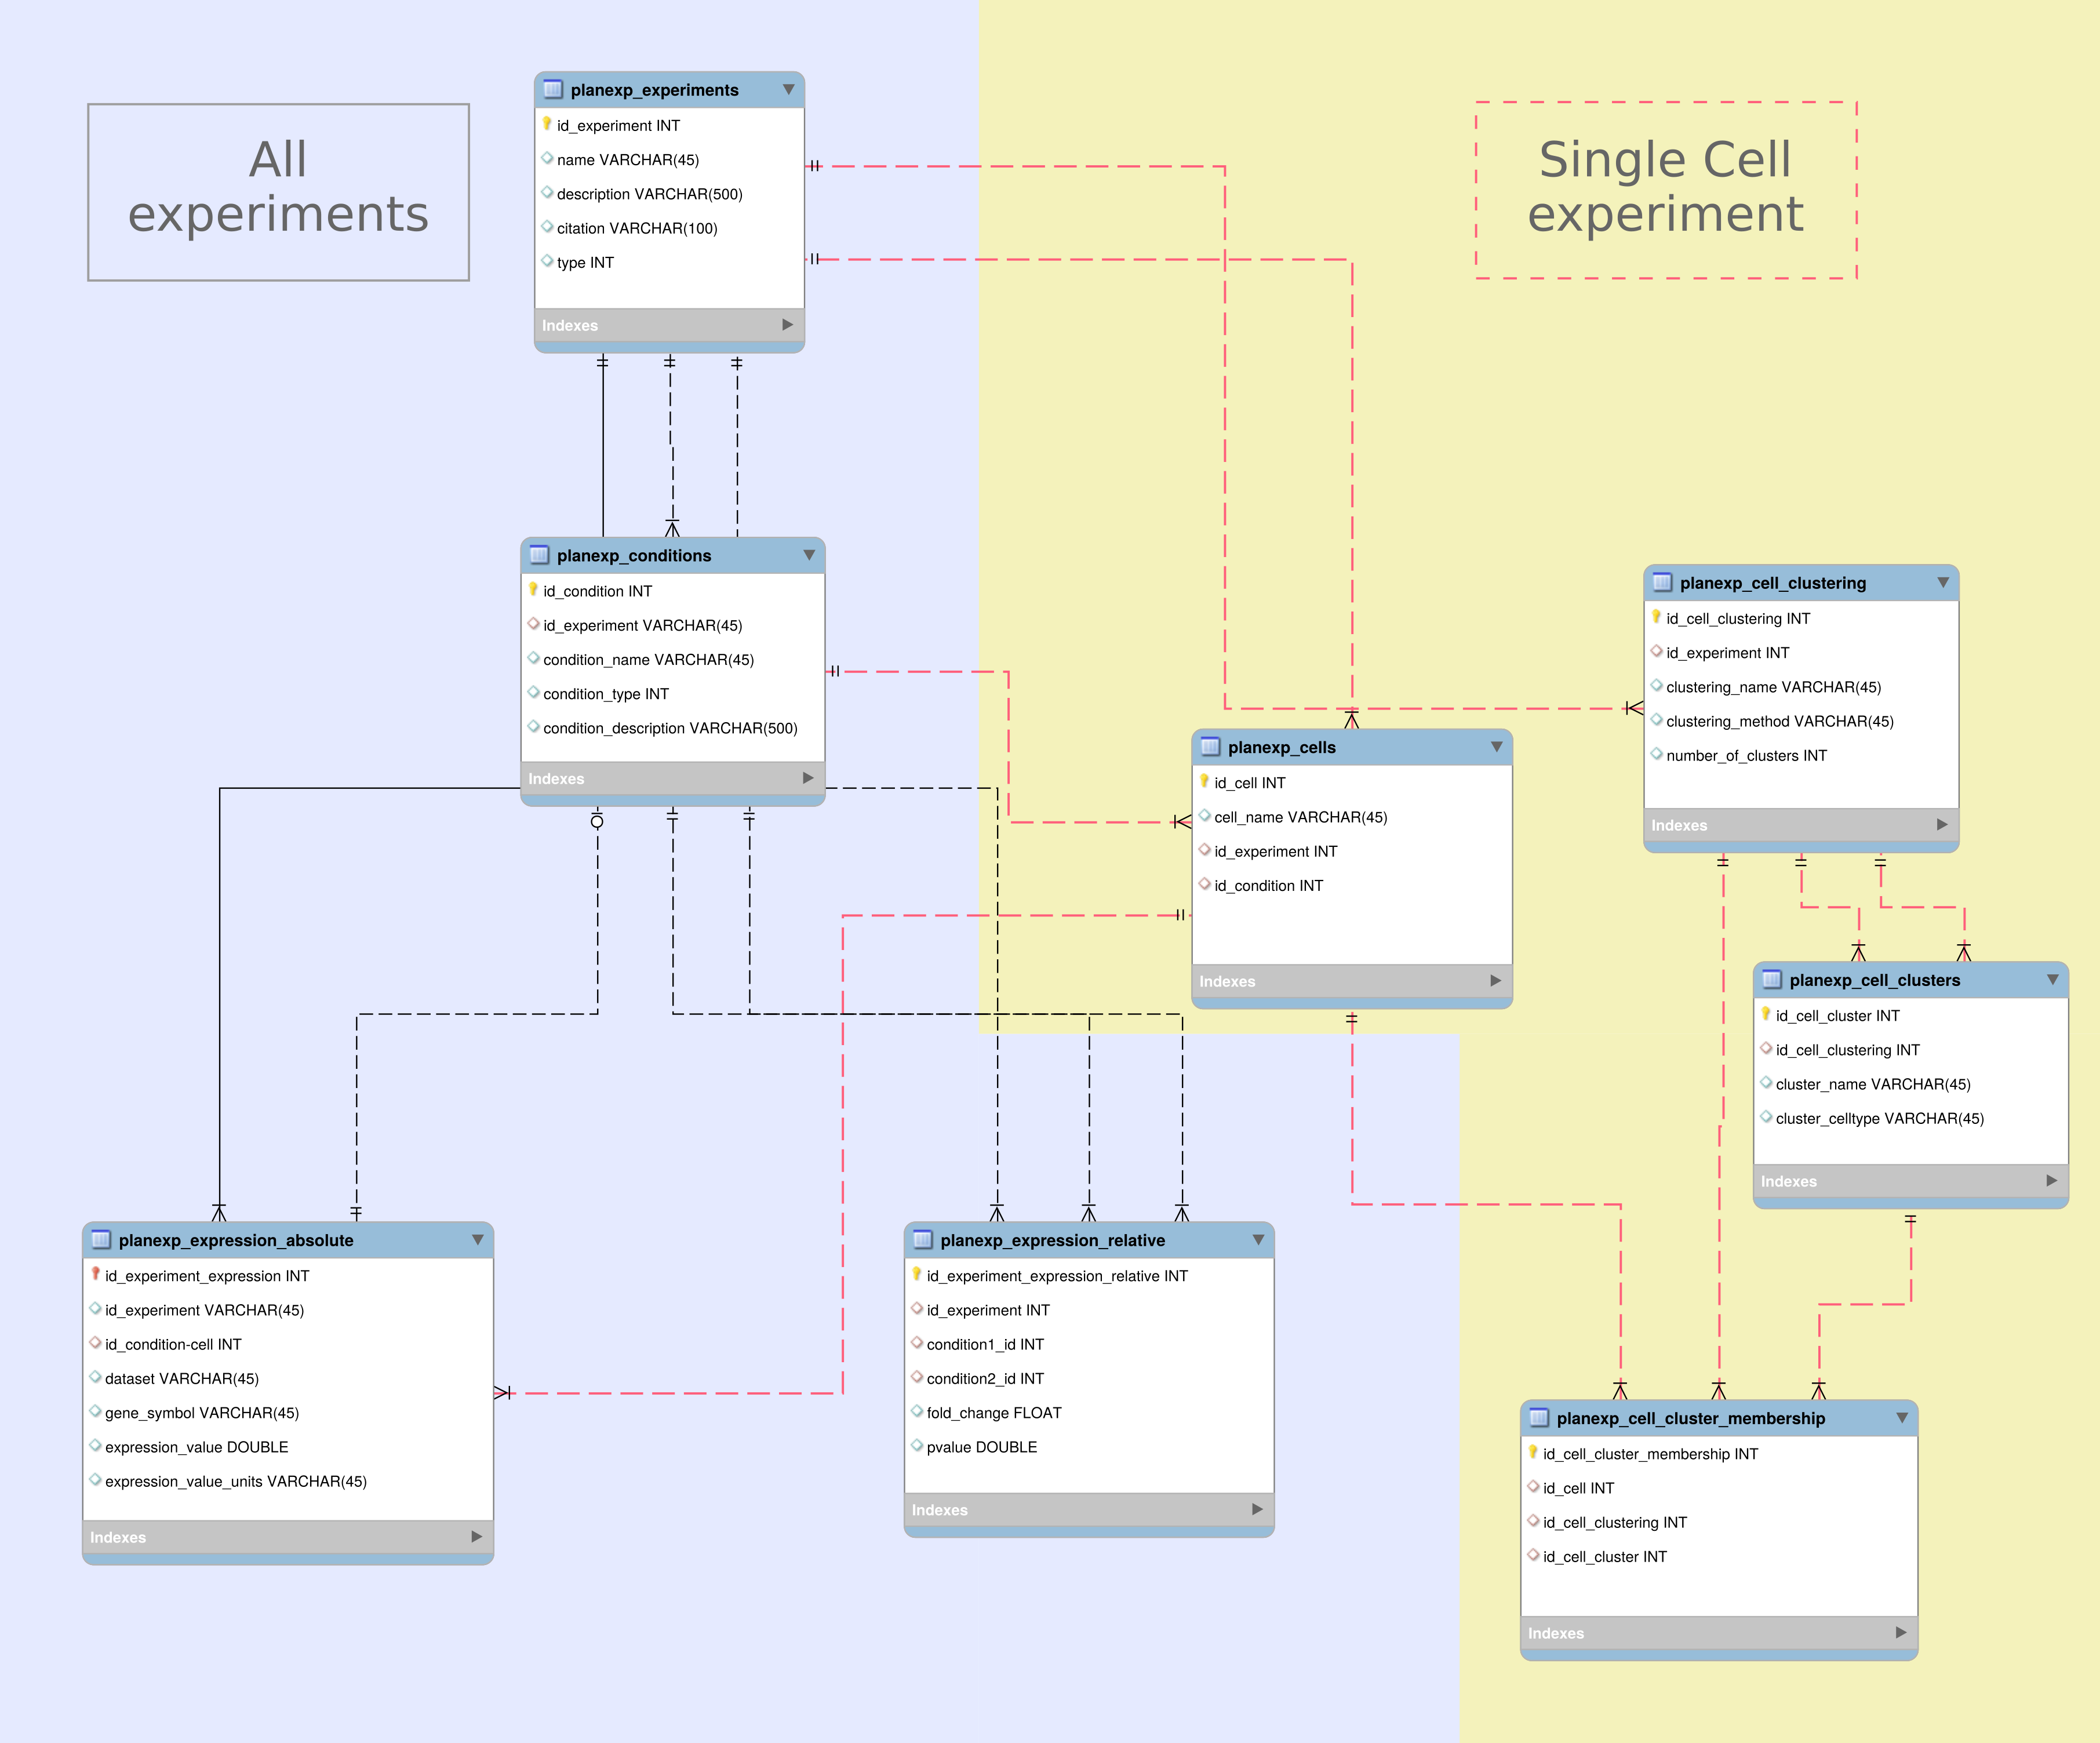 All
experiments
Single Cell
experiment
planexp_experiments
id_experiment INT
name VARCHAR(45)
description VARCHAR(500)
citation VARCHAR(100)
type INT
Indexes
planexp_conditions
id_condition INT
id_experiment VARCHAR(45)
condition_name VARCHAR(45)
condition_type INT
condition_description VARCHAR(500)
Indexes
planexp_cells
id_cell INT
cell_name VARCHAR(45)
id_experiment INT
id_condition INT
Indexes
planexp_cell_clustering
id_cell_clustering INT
id_experiment INT
clustering_name VARCHAR(45)
clustering_method VARCHAR(45)
number_of_clusters INT
Indexes
planexp_cell_clusters
id_cell_cluster INT
id_cell_clustering INT
cluster_name VARCHAR(45)
cluster_celltype VARCHAR(45)
Indexes
planexp_expression_absolute
id_experiment_expression INT
id_experiment VARCHAR(45)
id_condition-cell INT
dataset VARCHAR(45)
gene_symbol VARCHAR(45)
expression_value DOUBLE
expression_value_units VARCHAR(45)
Indexes
planexp_expression_relative
id_experiment_expression_relative INT
id_experiment INT
condition1_id INT
condition2_id INT
fold_change FLOAT
pvalue DOUBLE
Indexes
planexp_cell_cluster_membership
id_cell_cluster_membership INT
id_cell INT
id_cell_clustering INT
id_cell_cluster INT
Indexes